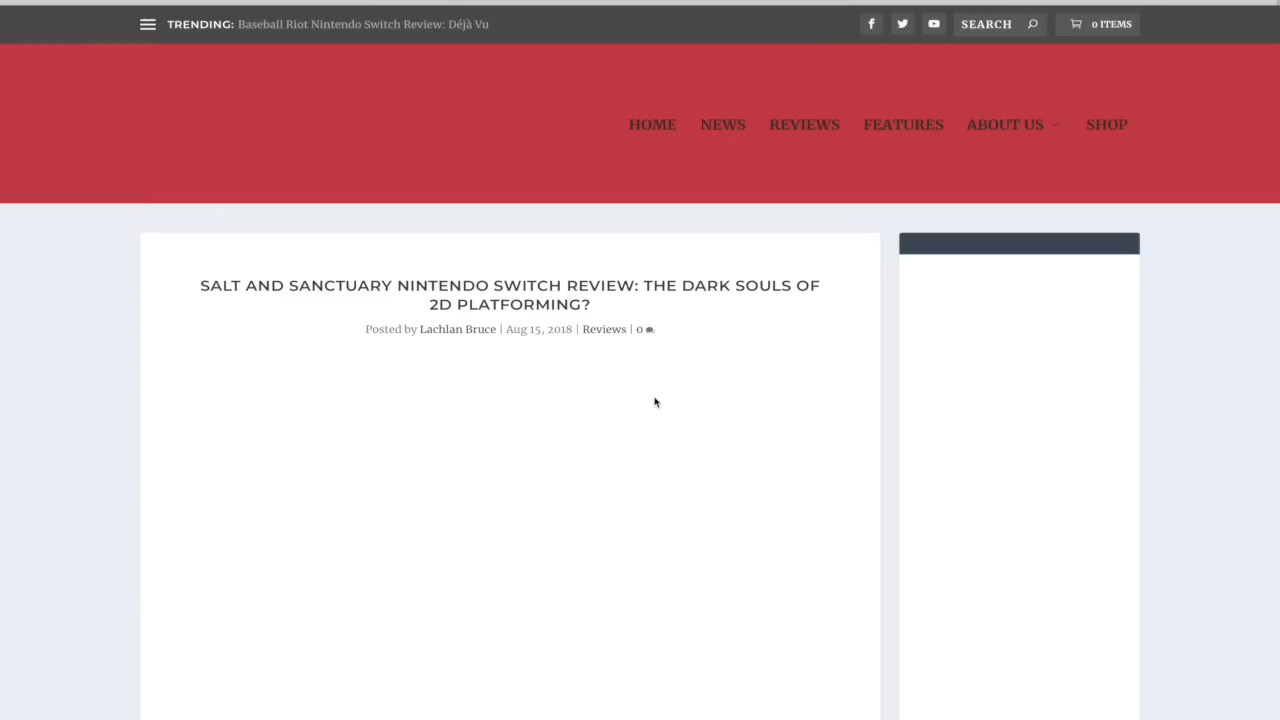 TRENDING: Baseball Riot Nintendo Switch Review: Déjà Vu
SEARCH
0 ITEMS
HOME NEWS REVIEWS FEATURES ABOUT US SHOP
SALT AND SANCTUARY NINTENDO SWITCH REVIEW: THE DARK SOULS OF
2D PLATFORMING?
Posted by Lachlan Bruce | Aug 15, 2018 | Reviews | 0